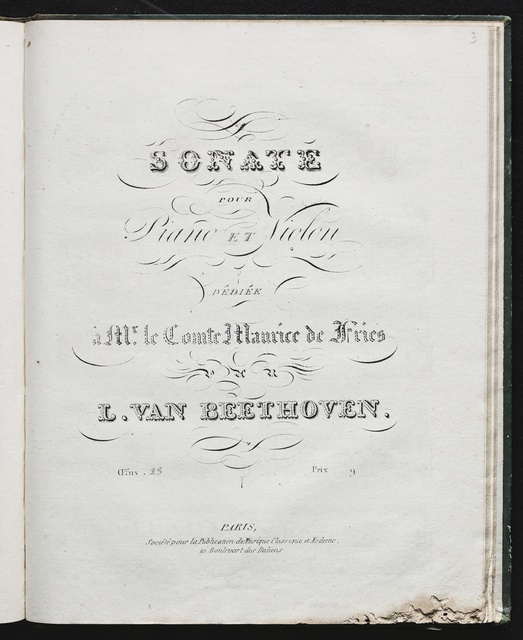 3
SONATE
POUR
Piano ET Violon
DÉDIÉE
à Mr. le Comte Maurice de Fries
PAR
L. VAN BEETHOVEN.
Œuv. 23 Prix 9
PARIS,
Société pour la Publication de Musique Classique et Moderne,
10, Boulevart des Italiens